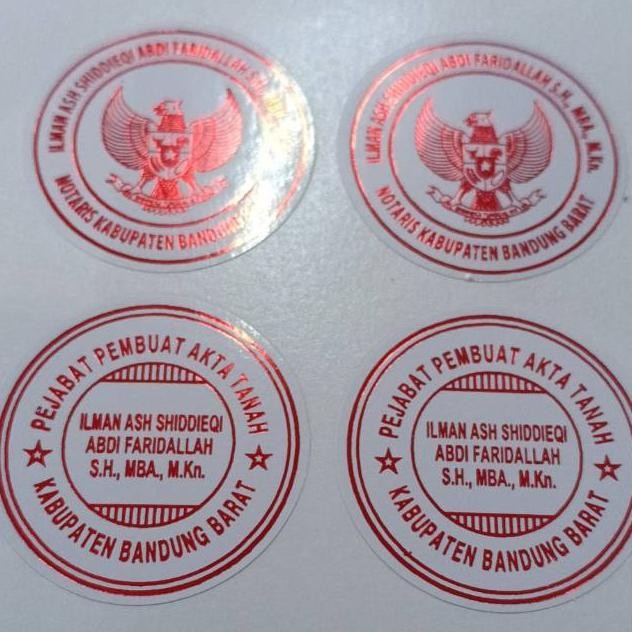 ILMAN ASH SHIDDIEQI ABDI FARIDALLAH
NOTARIS KABUPATEN BANDUNG
ILMAN ASH SHIDDIEQI ABDI FARIDALLAH S.H., MBA., M.Kn.
NOTARIS KABUPATEN BANDUNG BARAT
PEJABAT PEMBUAT AKTA TANAH
ILMAN ASH SHIDDIEQI
ABDI FARIDALLAH
S.H., MBA., M.Kn.
KABUPATEN BANDUNG BARAT
PEJABAT PEMBUAT AKTA TANAH
ILMAN ASH SHIDDIEQI
ABDI FARIDALLAH
S.H., MBA., M.Kn.
KABUPATEN BANDUNG BARAT